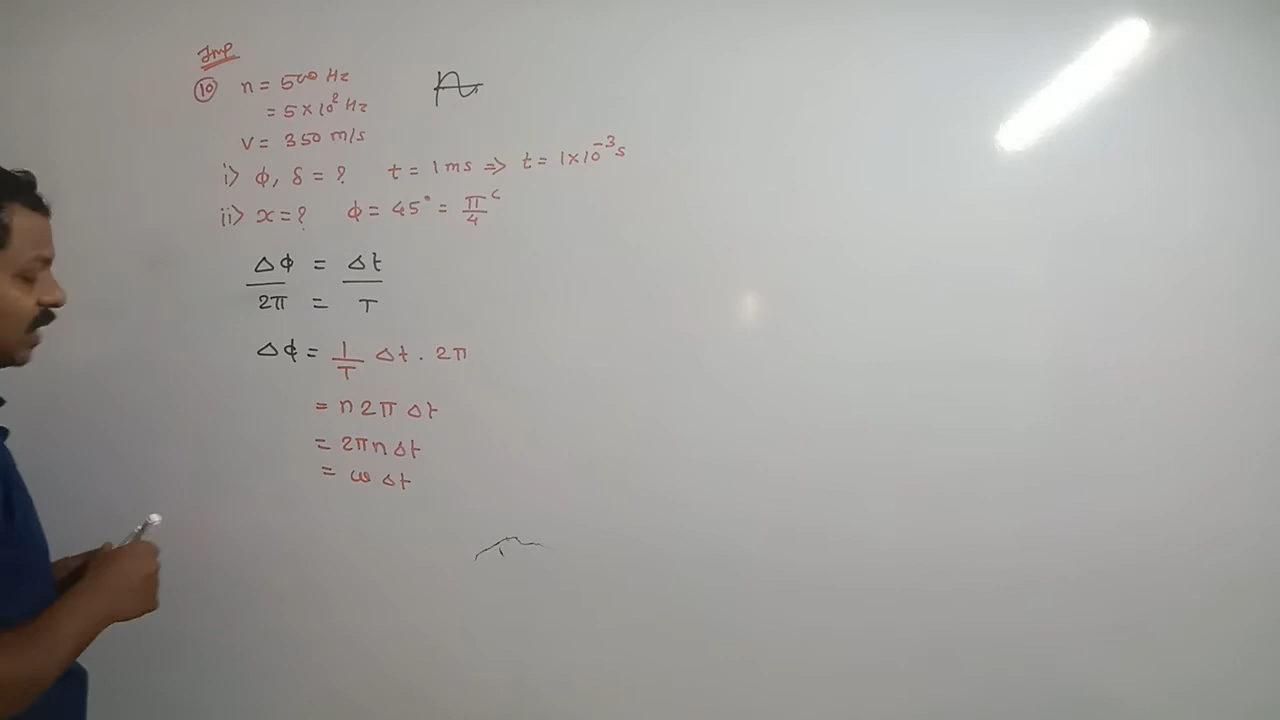 Imp
(10) n = 500 Hz
= 5 × 10² Hz
v = 350 m/s
i> ϕ, δ = ? t = 1 ms => t = 1×10⁻³ s
ii> x = ? ϕ = 45° = π/4 ᶜ
Δϕ/2π = Δt/T
Δϕ = 1/T Δt . 2π
= n 2π Δt
= 2πn Δt
= ω Δt